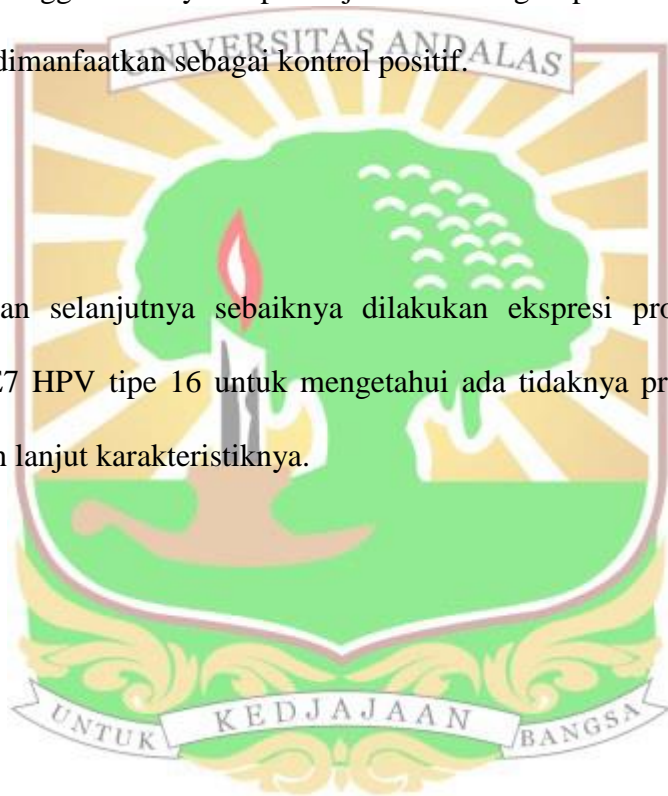 UNIVERSITAS ANDALAS
dimanfaatkan sebagai kontrol positif.
an selanjutnya sebaiknya dilakukan ekspresi pro
E7 HPV tipe 16 untuk mengetahui ada tidaknya pr
lanjut karakteristiknya.
UNTUK KEDJAJAAN BANGSA